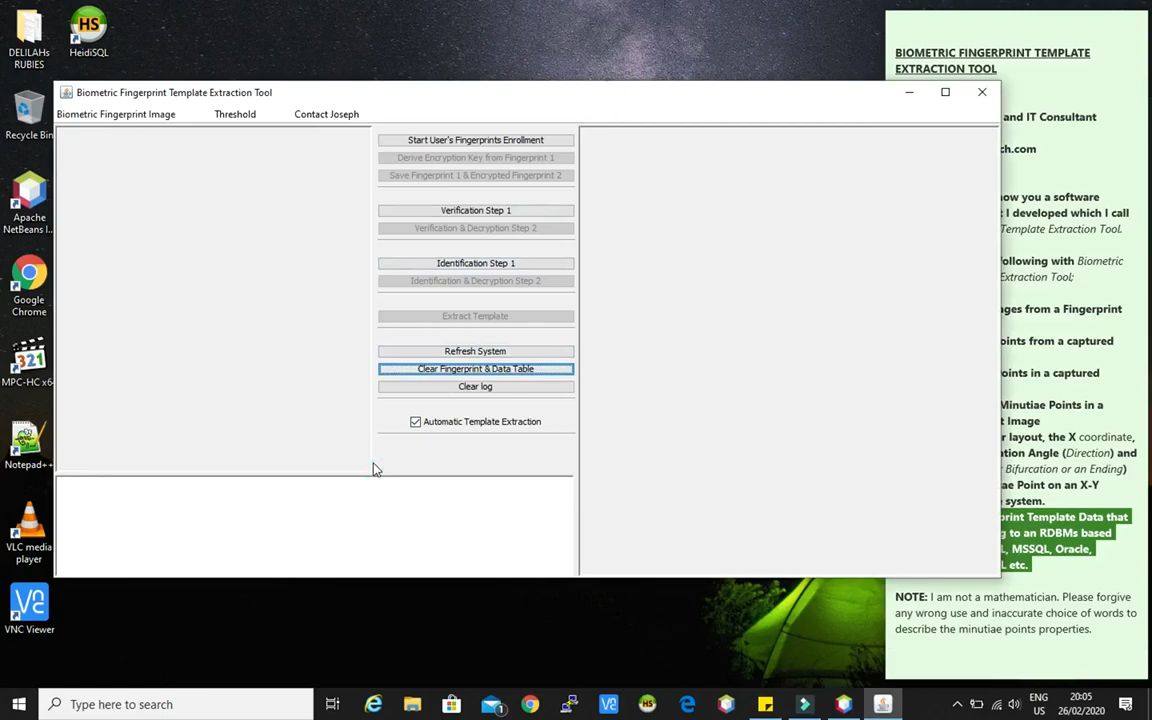 DELILAHs
RUBIES
HeidiSQL
Recycle Bin
Apache
NetBeans I...
Google
Chrome
MPC-HC x6
Notepad++
VLC media
player
VNC Viewer
Biometric Fingerprint Template Extraction Tool
Biometric Fingerprint Image Threshold Contact Joseph
Start User's Fingerprints Enrollment
Derive Encryption Key from Fingerprint 1
Save Fingerprint 1 & Encrypted Fingerprint 2
Verification Step 1
Verification & Decryption Step 2
Identification Step 1
Identification & Decryption Step 2
Extract Template
Refresh System
Clear Fingerprint & Data Table
Clear log
Automatic Template Extraction
BIOMETRIC FINGERPRINT TEMPLATE
EXTRACTION TOOL
and IT Consultant
ch.com
ow you a software
I developed which I call
Template Extraction Tool.
following with Biometric
Extraction Tool;
ges from a Fingerprint
oints from a captured
oints in a captured
Minutiae Points in a
t Image
r layout, the X coordinate,
tion Angle (Direction) and
Bifurcation or an Ending)
ae Point on an X-Y
e system.
print Template Data that
g to an RDBMs based
L, MSSQL, Oracle,
L etc.
NOTE: I am not a mathematician. Please forgive
any wrong use and inaccurate choice of words to
describe the minutiae points properties.
Type here to search
ENG
US
20:05
26/02/2020